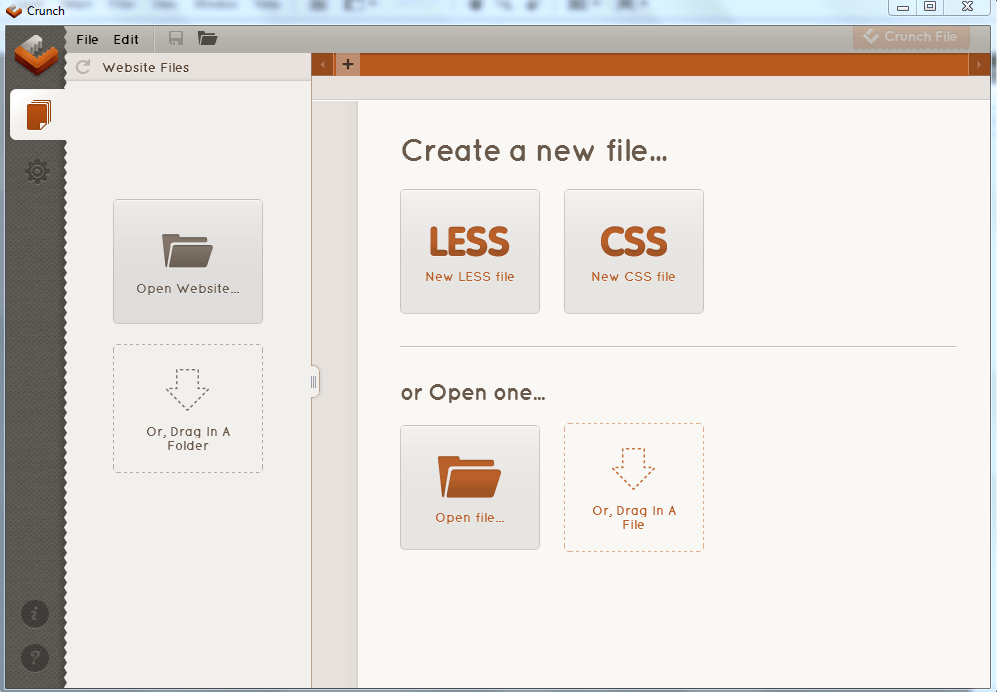 Crunch
File Edit
Crunch File
Website Files
+
Create a new file...
LESS
New LESS file
CSS
New CSS file
Open Website...
Or, Drag In A
Folder
or Open one...
Open file...
Or, Drag In A
File
i
?